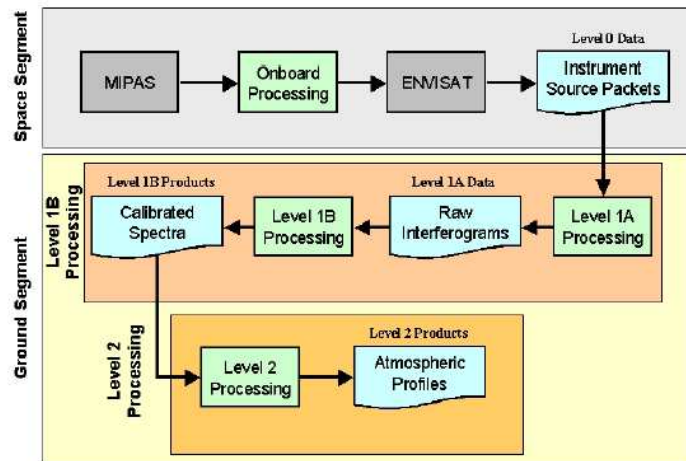 Space Segment
Level 0 Data
MIPAS
Onboard
Processing
ENVISAT
Instrument
Source Packets
Ground Segment
Level 1B
Processing
Level 1B Products
Level 1A Data
Calibrated
Spectra
Level 1B
Processing
Raw
Interferograms
Level 1A
Processing
Level 2
Processing
Level 2 Products
Level 2
Processing
Atmospheric
Profiles